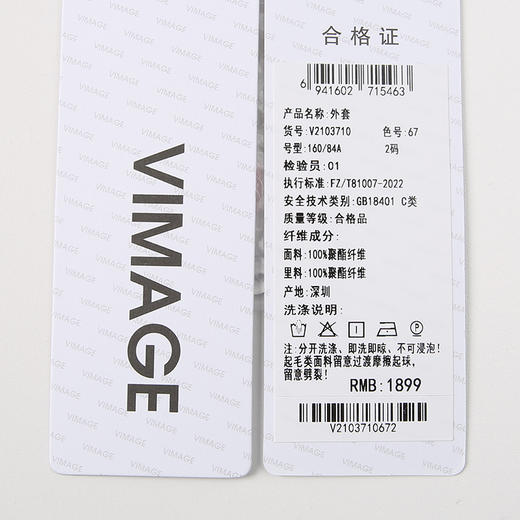 VIMAGE
合格证
6 941602 715463
产品名称:外套
货号:V2103710 色号:67
号型:160/84A 2码
检验员:01
执行标准:FZ/T81007-2022
安全技术类别:GB18401 C类
质量等级:合格品
纤维成分:
面料:100%聚酯纤维
里料:100%聚酯纤维
产地:深圳
洗涤说明:
注:分开洗涤、即洗即晾、不可浸泡!
起毛类面料留意过渡摩擦起球,
留意劈裂!
RMB:1899
V2103710672